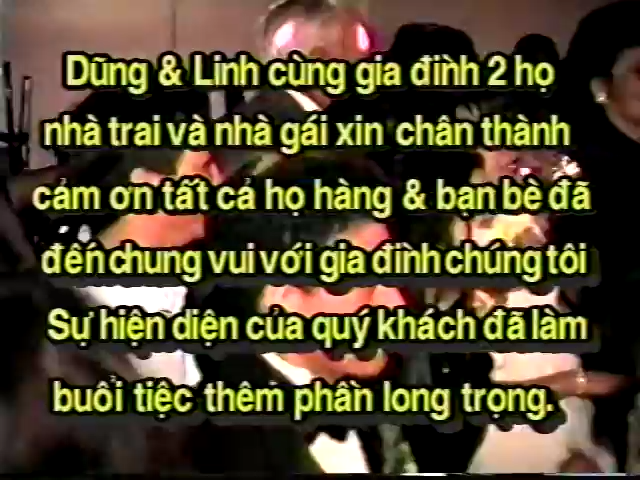 Dũng & Linh cùng gia đình 2 họ
nhà trai và nhà gái xin chân thành
cảm ơn tất cả họ hàng & bạn bè đã
đến chung vui với gia đình chúng tôi
Sự hiện diện của quý khách đã làm
buổi tiệc thêm phần long trọng.